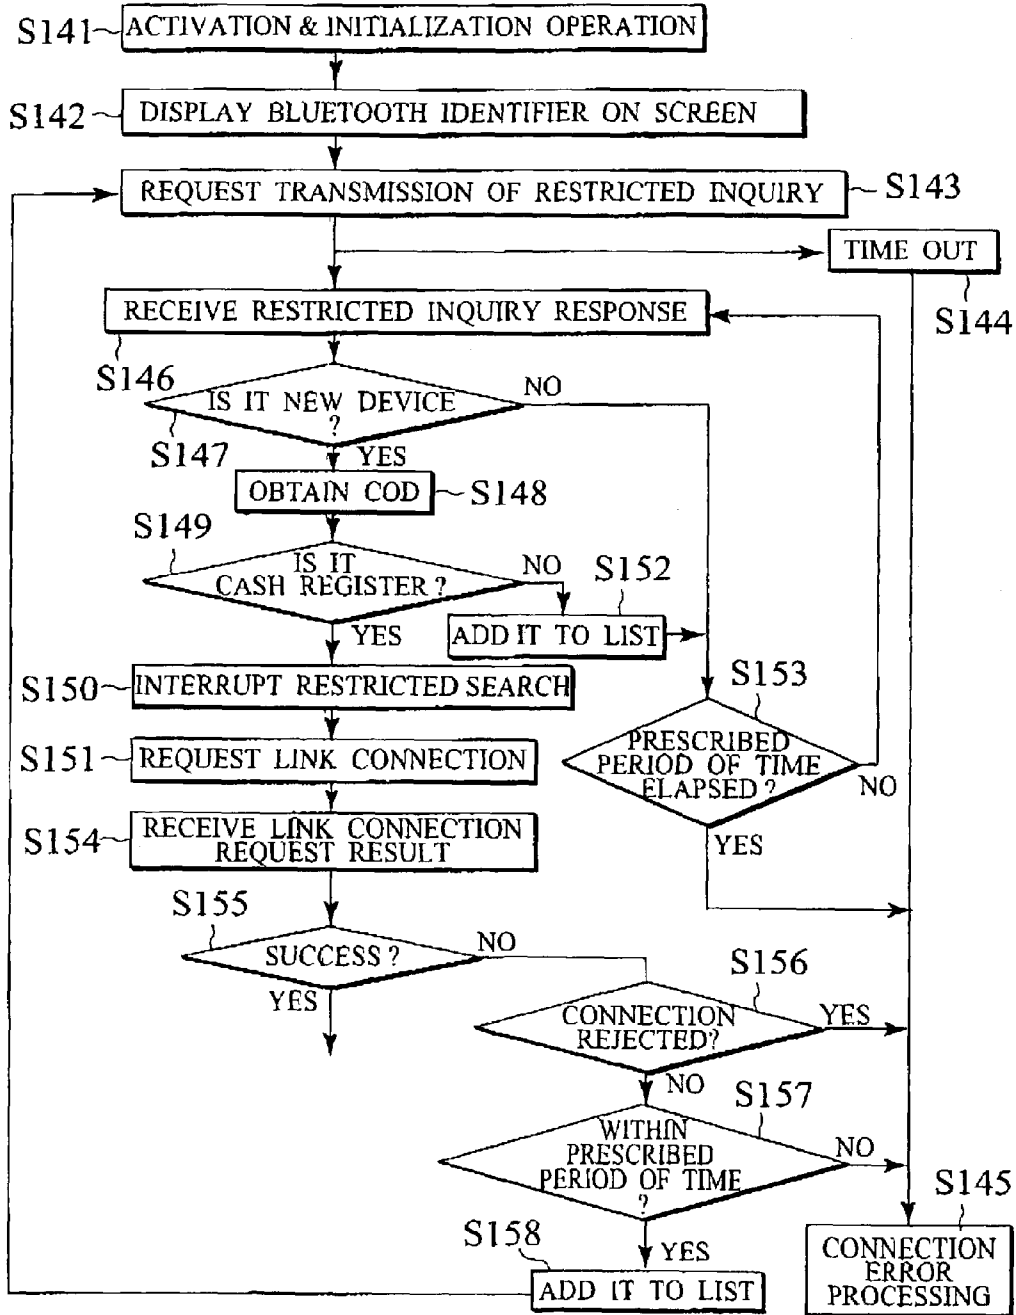 S141
ACTIVATION & INITIALIZATION OPERATION
S142
DISPLAY BLUETOOTH IDENTIFIER ON SCREEN
REQUEST TRANSMISSION OF RESTRICTED INQUIRY
S143
TIME OUT
S144
RECEIVE RESTRICTED INQUIRY RESPONSE
S146
IS IT NEW DEVICE
?
NO
S147
YES
OBTAIN COD
S148
S149
IS IT
CASH REGISTER ?
NO
S152
YES
ADD IT TO LIST
S150
INTERRUPT RESTRICTED SEARCH
S153
PRESCRIBED
PERIOD OF TIME
ELAPSED ?
NO
YES
S151
REQUEST LINK CONNECTION
S154
RECEIVE LINK CONNECTION
REQUEST RESULT
S155
SUCCESS ?
NO
YES
S156
CONNECTION
REJECTED?
YES
NO
S157
WITHIN
PRESCRIBED
PERIOD OF TIME
?
NO
YES
S145
CONNECTION
ERROR
PROCESSING
S158
ADD IT TO LIST